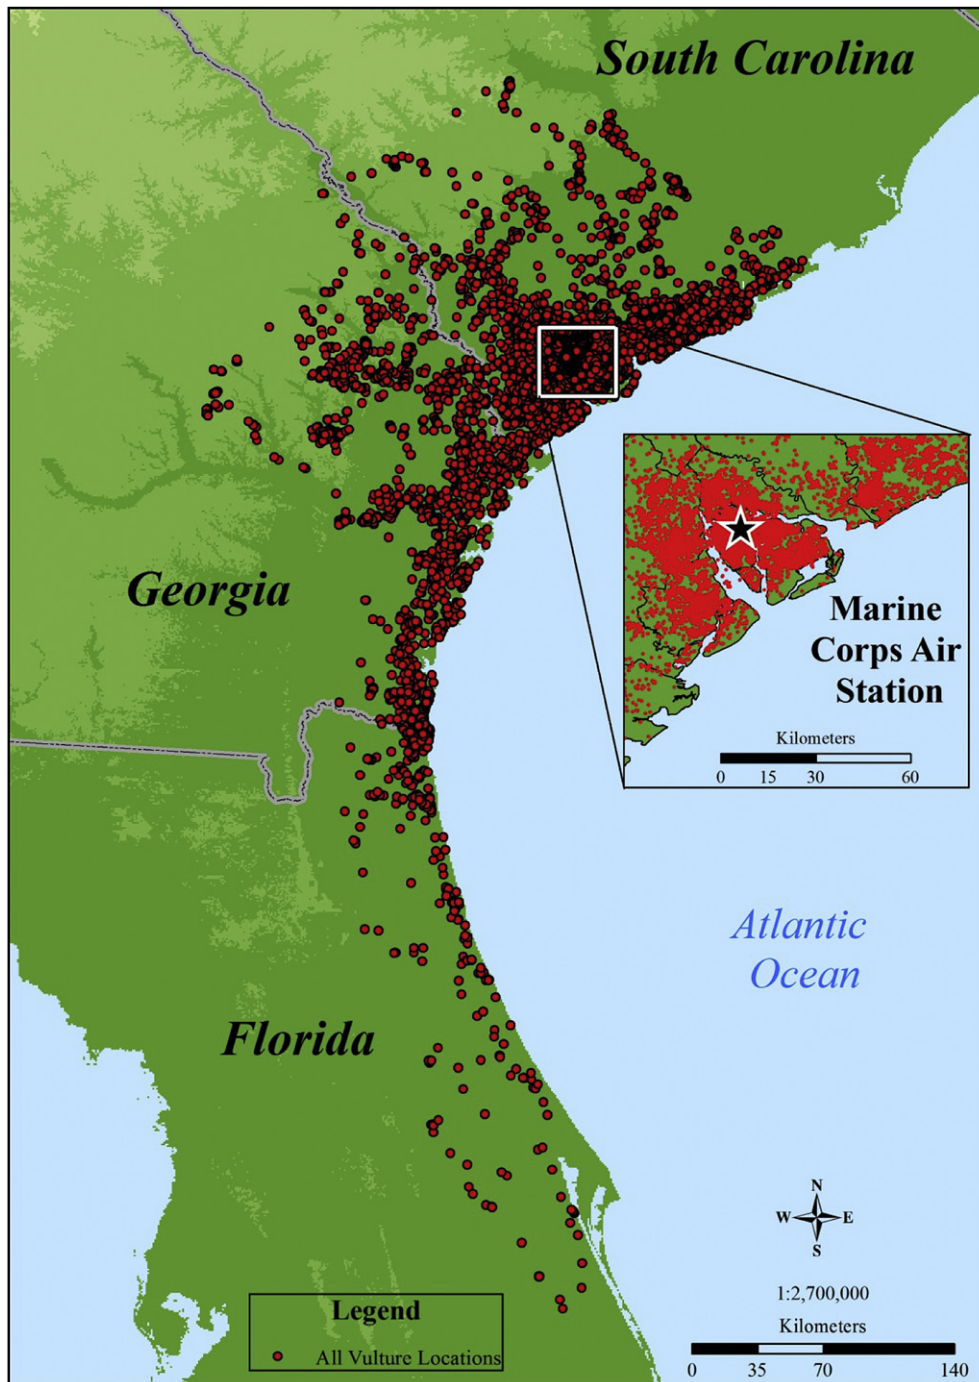 South Carolina
Georgia
Marine
Corps Air
Station
Kilometers
0 15 30 60
Atlantic
Ocean
Florida
N
W E
S
1:2,700,000
Kilometers
0 35 70 140
Legend
All Vulture Locations